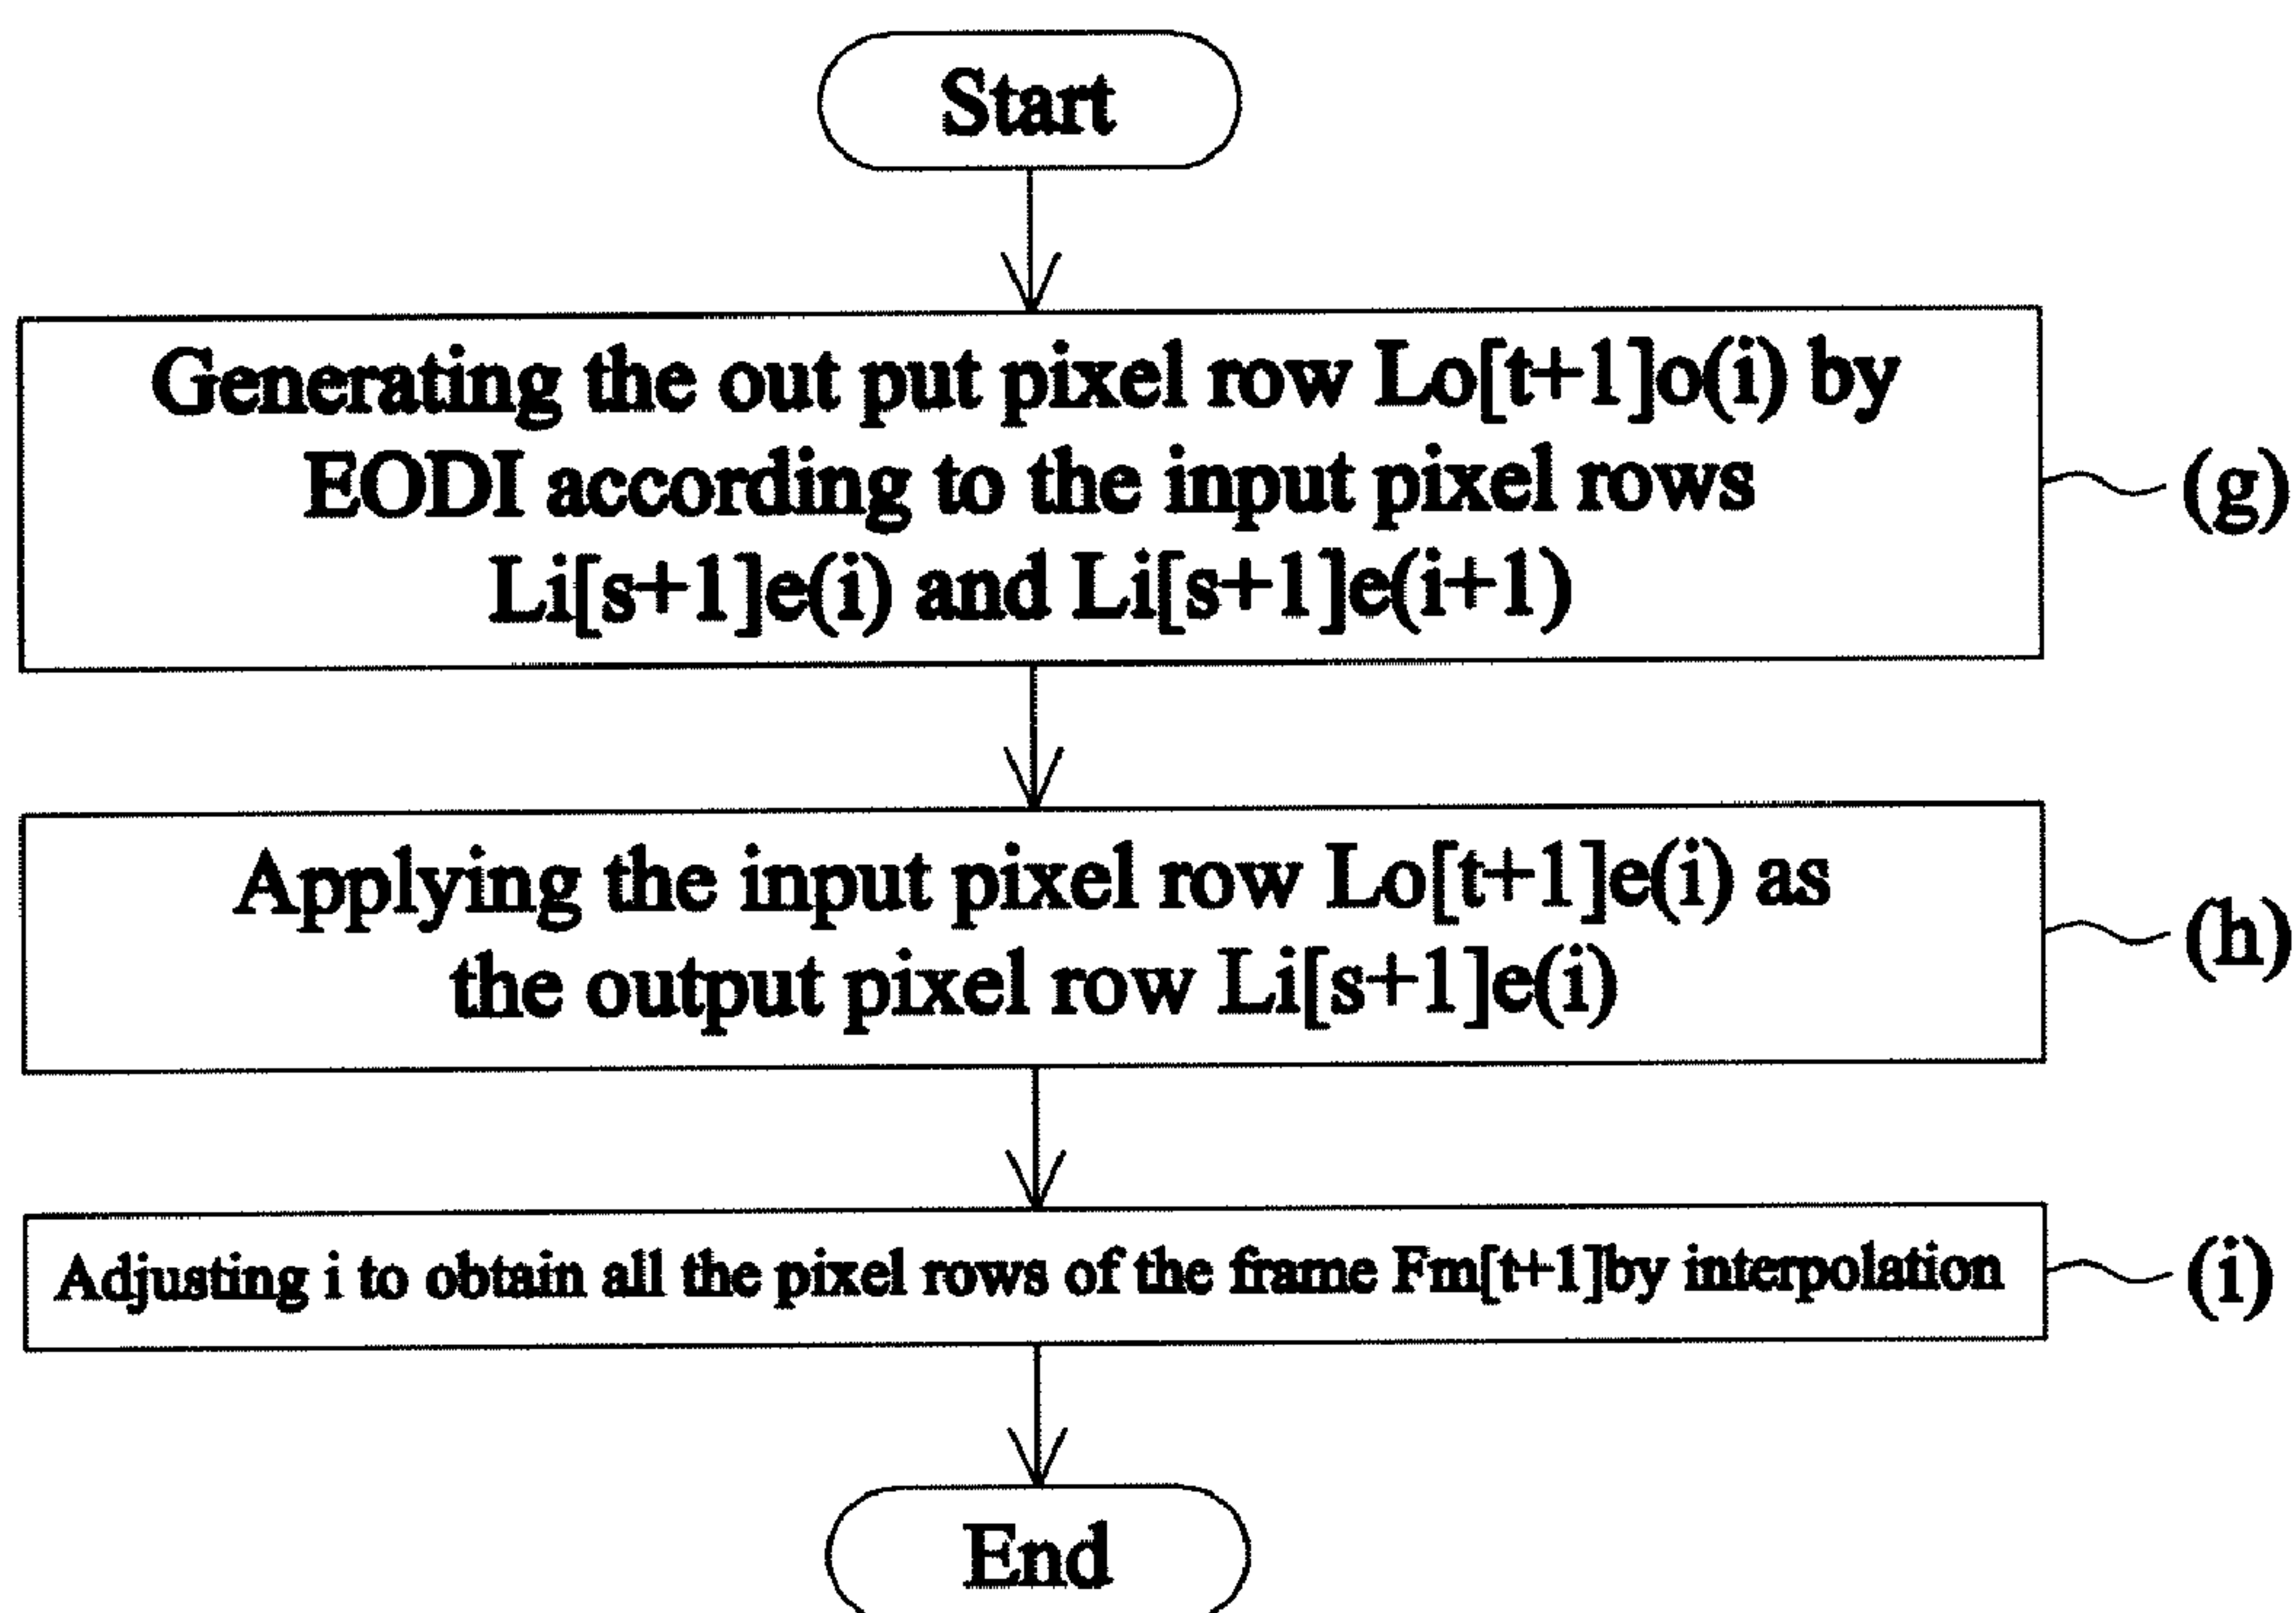 Start
Generating the out put pixel row Lo[t+1]o(i) by
EODI according to the input pixel rows
Li[s+1]e(i) and Li[s+1]e(i+1)
(g)
Applying the input pixel row Lo[t+1]e(i) as
the output pixel row Li[s+1]e(i)
(h)
Adjusting i to obtain all the pixel rows of the frame Fm[t+1]by interpolation
(i)
End